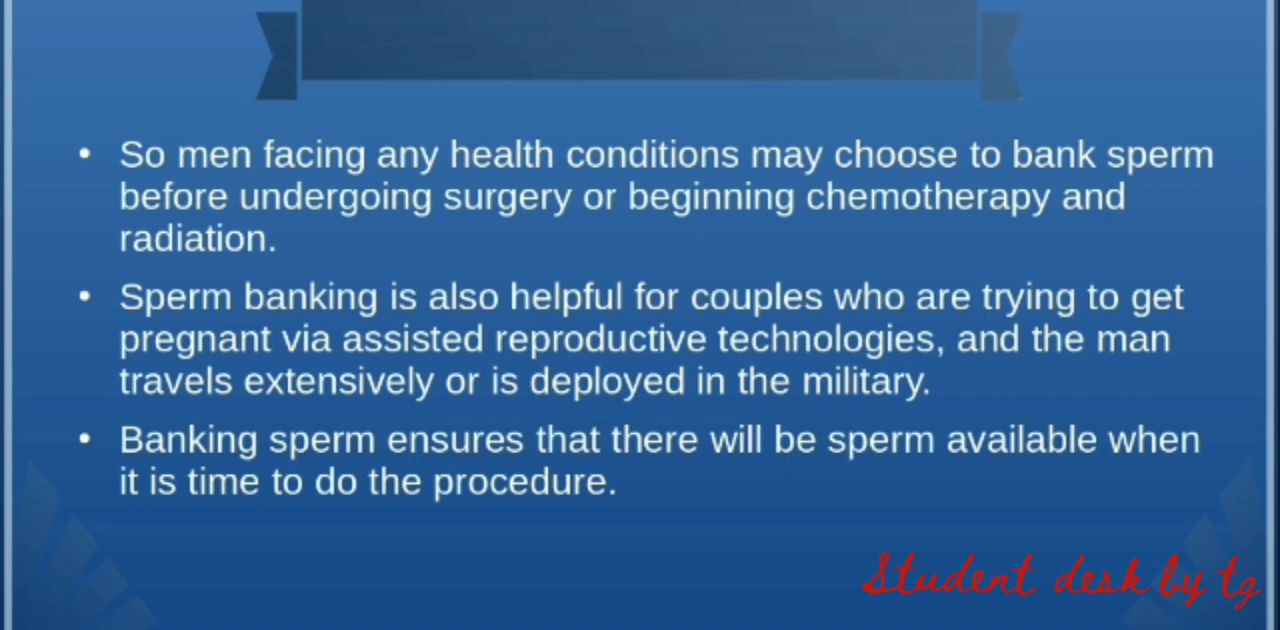 • So men facing any health conditions may choose to bank sperm
before undergoing surgery or beginning chemotherapy and
radiation.
• Sperm banking is also helpful for couples who are trying to get
pregnant via assisted reproductive technologies, and the man
travels extensively or is deployed in the military.
• Banking sperm ensures that there will be sperm available when
it is time to do the procedure.
Student desk by tg